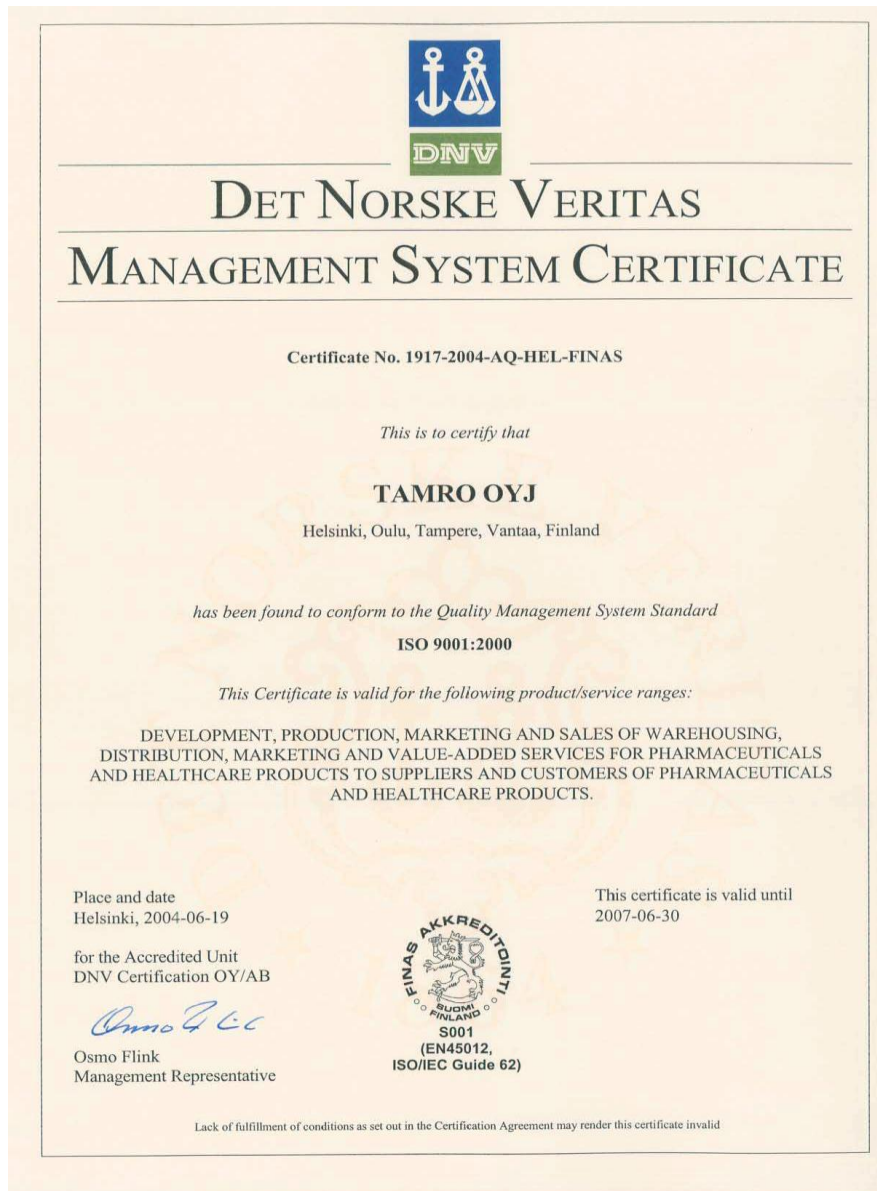 DNV
DET NORSKE VERITAS
MANAGEMENT SYSTEM CERTIFICATE
Certificate No. 1917-2004-AQ-HEL-FINAS
This is to certify that
TAMRO OYJ
Helsinki, Oulu, Tampere, Vantaa, Finland
has been found to conform to the Quality Management System Standard
ISO 9001:2000
This Certificate is valid for the following product/service ranges:
DEVELOPMENT, PRODUCTION, MARKETING AND SALES OF WAREHOUSING,
DISTRIBUTION, MARKETING AND VALUE-ADDED SERVICES FOR PHARMACEUTICALS
AND HEALTHCARE PRODUCTS TO SUPPLIERS AND CUSTOMERS OF PHARMACEUTICALS
AND HEALTHCARE PRODUCTS.
Place and date
Helsinki, 2004-06-19
for the Accredited Unit
DNV Certification OY/AB
Osmo Flink
Management Representative
FINAS AKKREDITOINTI
SUOMI
FINLAND
S001
(EN45012,
ISO/IEC Guide 62)
This certificate is valid until
2007-06-30
Lack of fulfillment of conditions as set out in the Certification Agreement may render this certificate invalid